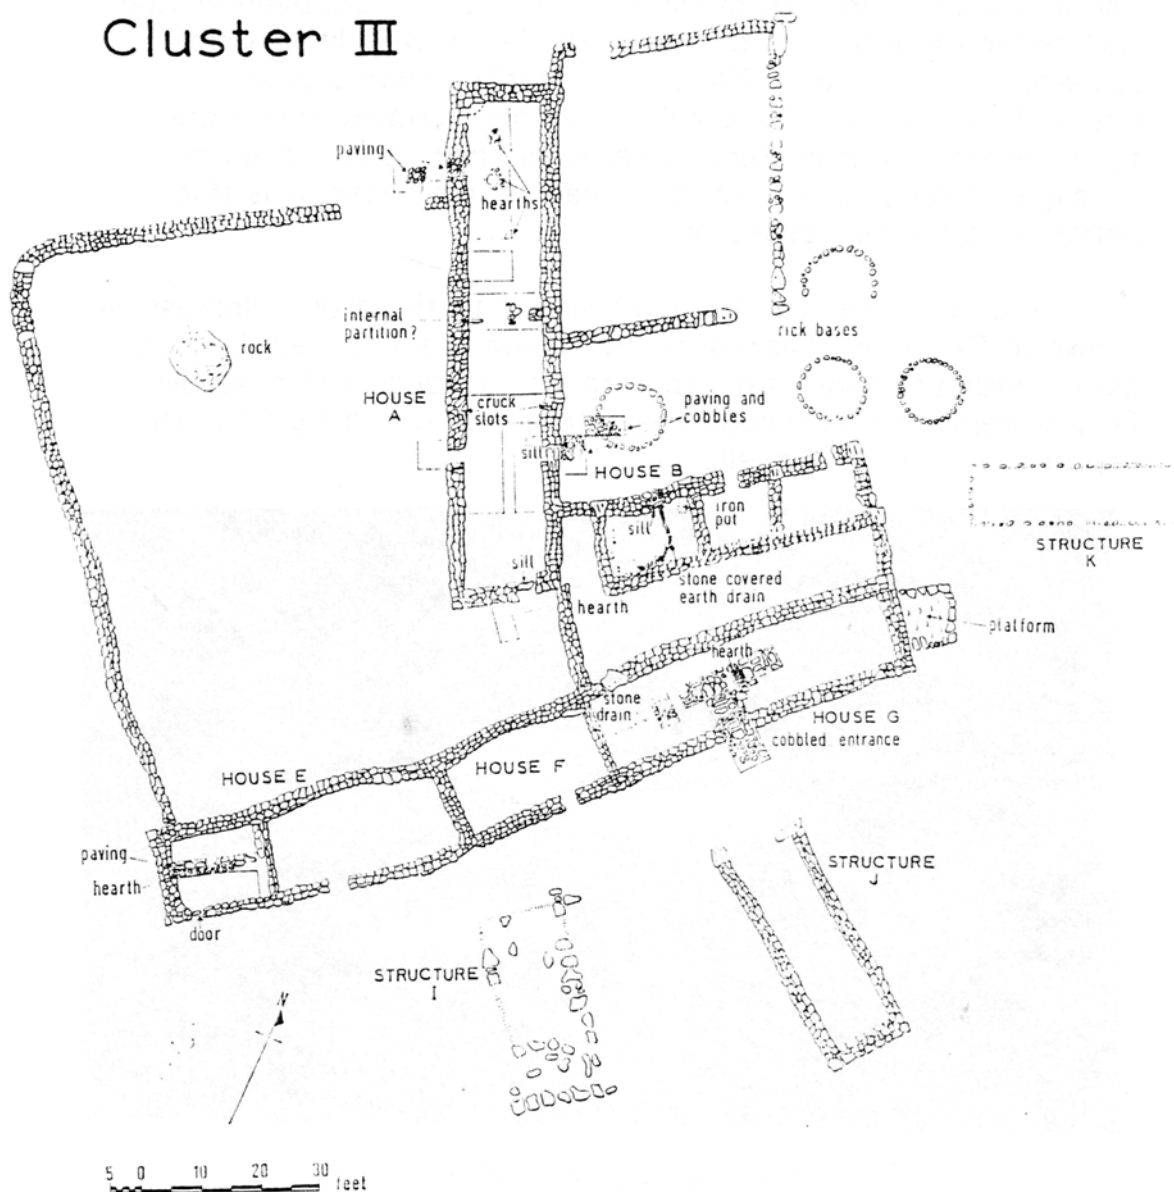 Cluster III
paving
hearths
internal
partition?
rock
HOUSE
A
cruck
slots
rick bases
paving and
cobbles
sill
HOUSE B
iron
pot
sill
STRUCTURE
K
sill
stone covered
earth drain
hearth
platform
hearth
stone
drain
HOUSE G
cobbled entrance
HOUSE F
HOUSE E
paving
hearth
door
STRUCTURE
J
STRUCTURE
I
N
5 0 10 20 30 feet